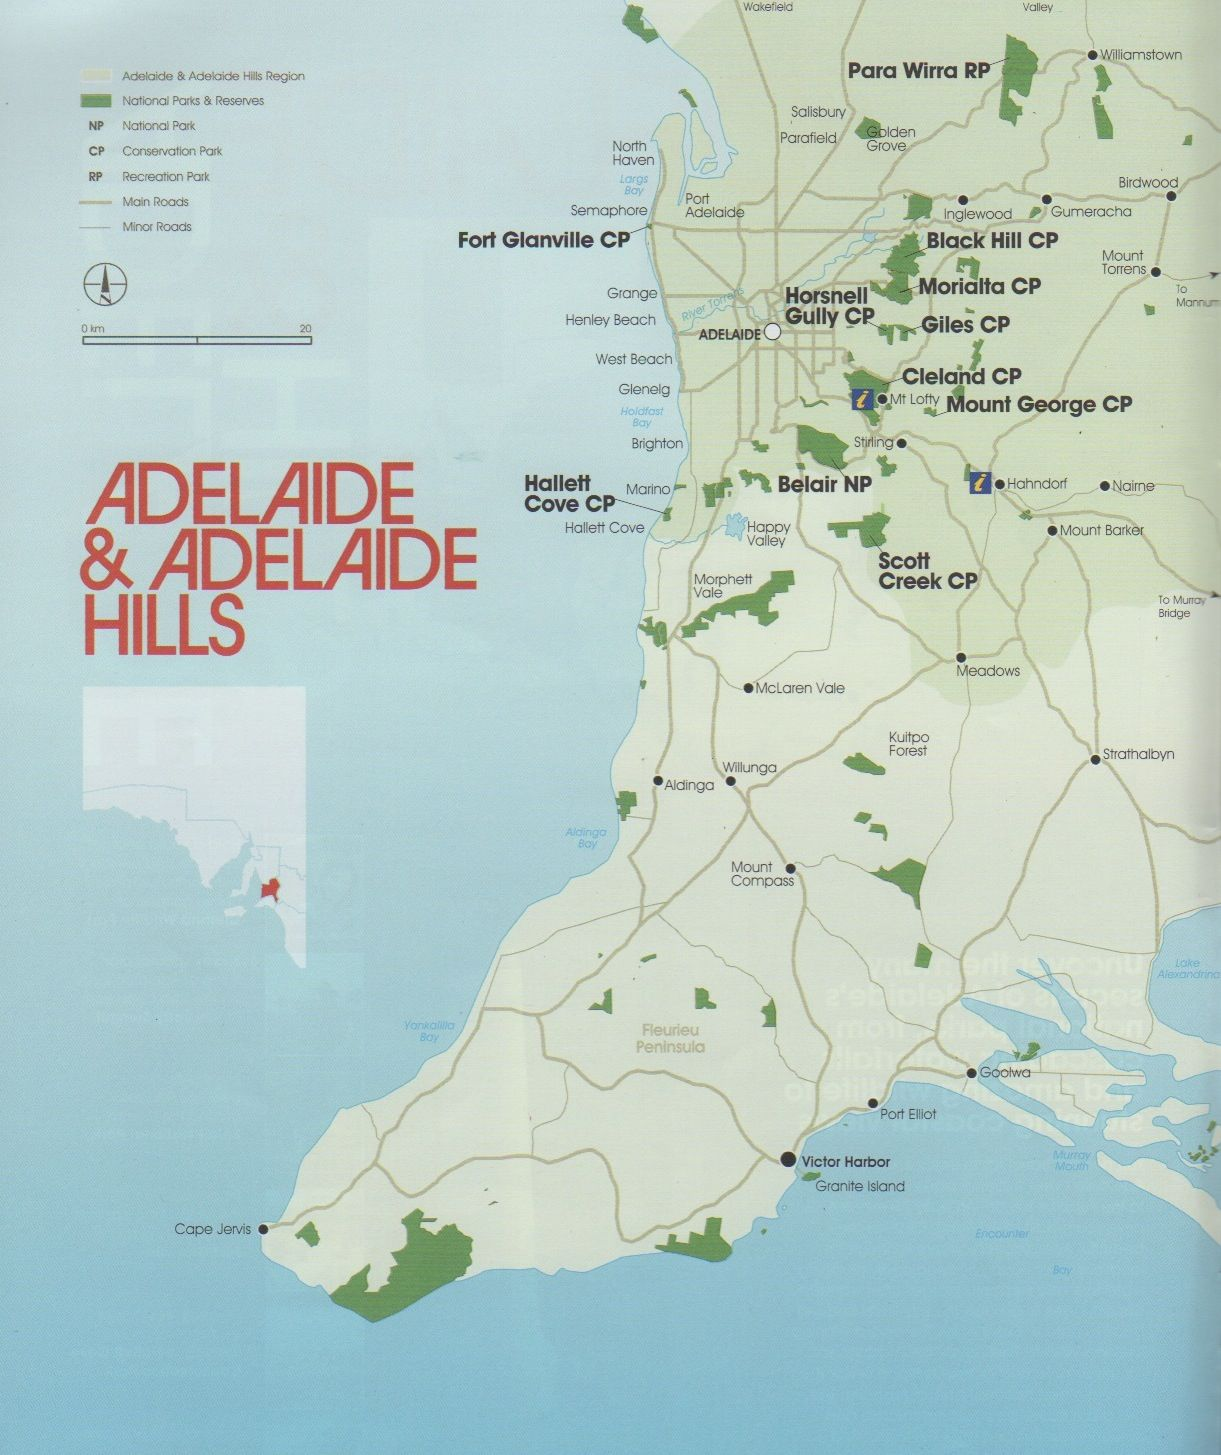 Wakefield
Valley
Adelaide & Adelaide Hills Region
National Parks & Reserves
NP National Park
CP Conservation Park
RP Recreation Park
Main Roads
Minor Roads
N
0 km 20
ADELAIDE
& ADELAIDE
HILLS
Williamstown
Para Wirra RP
Salisbury
Parafield
Golden
Grove
North
Haven
Largs
Bay
Port
Adelaide
Semaphore
Fort Glanville CP
Birdwood
Inglewood
Gumeracha
Black Hill CP
Mount
Torrens
To
Mannum
Morialta CP
Grange
River Torrens
Horsnell
Gully CP
Giles CP
Henley Beach
ADELAIDE
West Beach
Cleland CP
Glenelg
i
Mt Lofty
Mount George CP
Holdfast
Bay
Brighton
Stirling
Hallett
Cove CP
Marino
Belair NP
i
Hahndorf
Nairne
Hallett Cove
Happy
Valley
Mount Barker
Scott
Creek CP
Morphett
Vale
To Murray
Bridge
Meadows
McLaren Vale
Kuitpo
Forest
Strathalbyn
Willunga
Aldinga
Aldinga
Bay
Mount
Compass
Lake
Alexandrina
Yankalilla
Bay
Fleurieu
Peninsula
Goolwa
Port Elliot
Murray
Mouth
Victor Harbor
Granite Island
Cape Jervis
Encounter
Bay